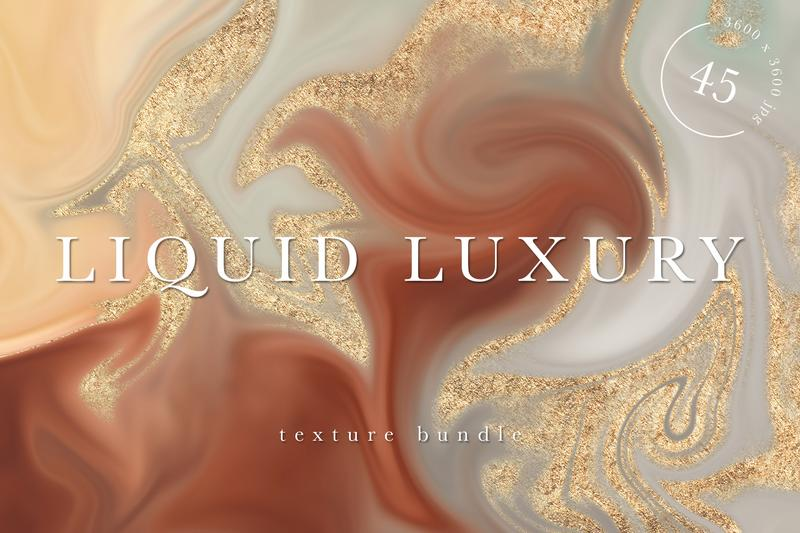 3600 x 3600 jpg
45
LIQUID LUXURY
texture bundle